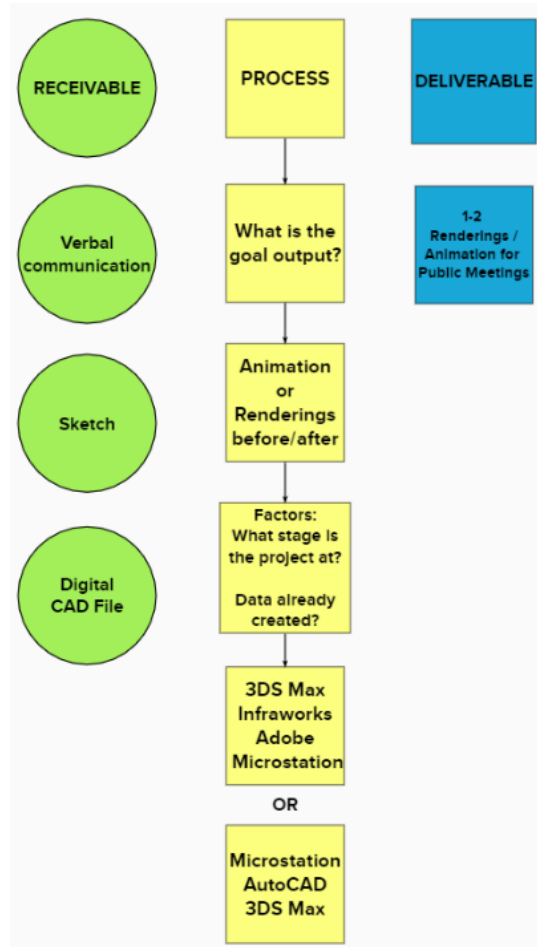 RECEIVABLE
PROCESS
DELIVERABLE
Verbal
communication
What is the
goal output?
1-2
Renderings /
Animation for
Public Meetings
Sketch
Animation
or
Renderings
before/after
Digital
CAD File
Factors:
What stage is
the project at?
Data already
created?
3DS Max
Infraworks
Adobe
Microstation
OR
Microstation
AutoCAD
3DS Max